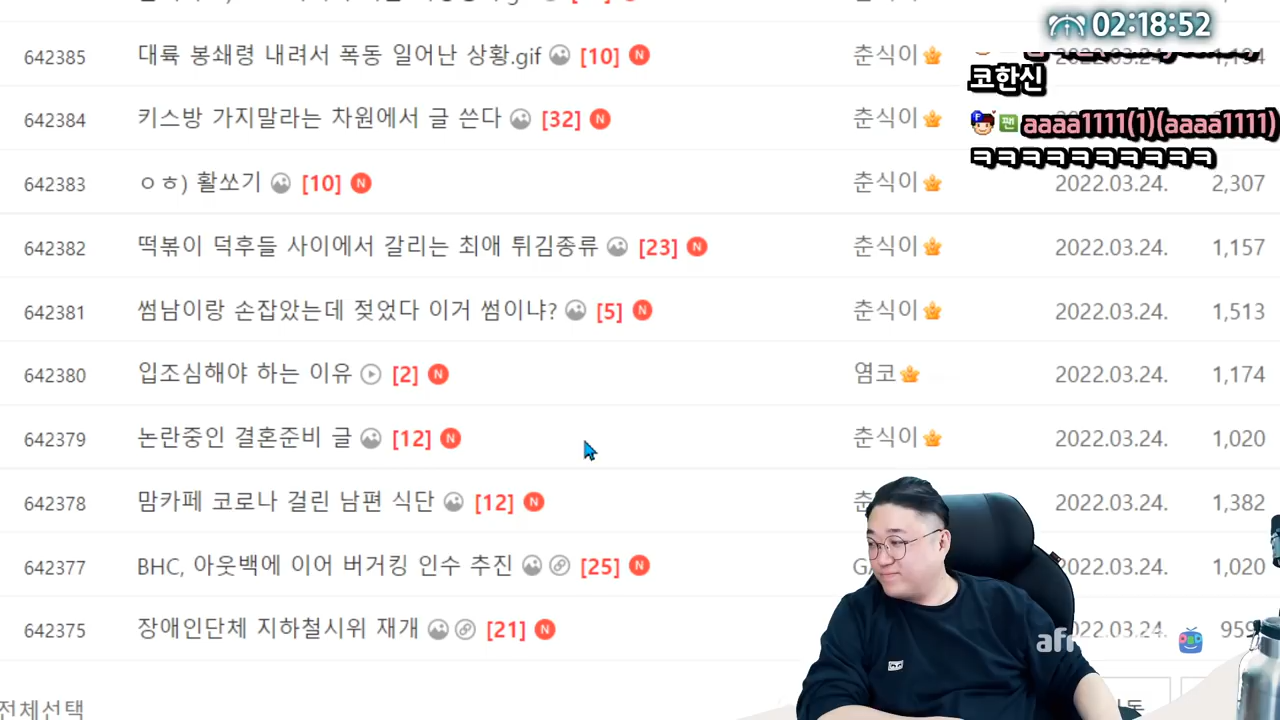 02:18:52
642385 대륙 봉쇄령 내려서 폭동 일어난 상황.gif [10] N 춘식이 2022.03.24. 1,194
코한신
642384 키스방 가지말라는 차원에서 글 쓴다 [32] N 춘식이
F 팬 aaaa1111(1)(aaaa1111)
ㅋㅋㅋㅋㅋㅋㅋㅋㅋㅋ
642383 ㅇㅎ) 활쏘기 [10] N 춘식이 2022.03.24. 2,307
642382 떡볶이 덕후들 사이에서 갈리는 최애 튀김종류 [23] N 춘식이 2022.03.24. 1,157
642381 썸남이랑 손잡았는데 젖었다 이거 썸이냐? [5] N 춘식이 2022.03.24. 1,513
642380 입조심해야 하는 이유 [2] N 염코 2022.03.24. 1,174
642379 논란중인 결혼준비 글 [12] N 춘식이 2022.03.24. 1,020
642378 맘카페 코로나 걸린 남편 식단 [12] N 춘 2022.03.24. 1,382
642377 BHC, 아웃백에 이어 버거킹 인수 추진 [25] N 2022.03.24. 1,020
642375 장애인단체 지하철시위 재개 [21] N 2022.03.24. 959
전체선택